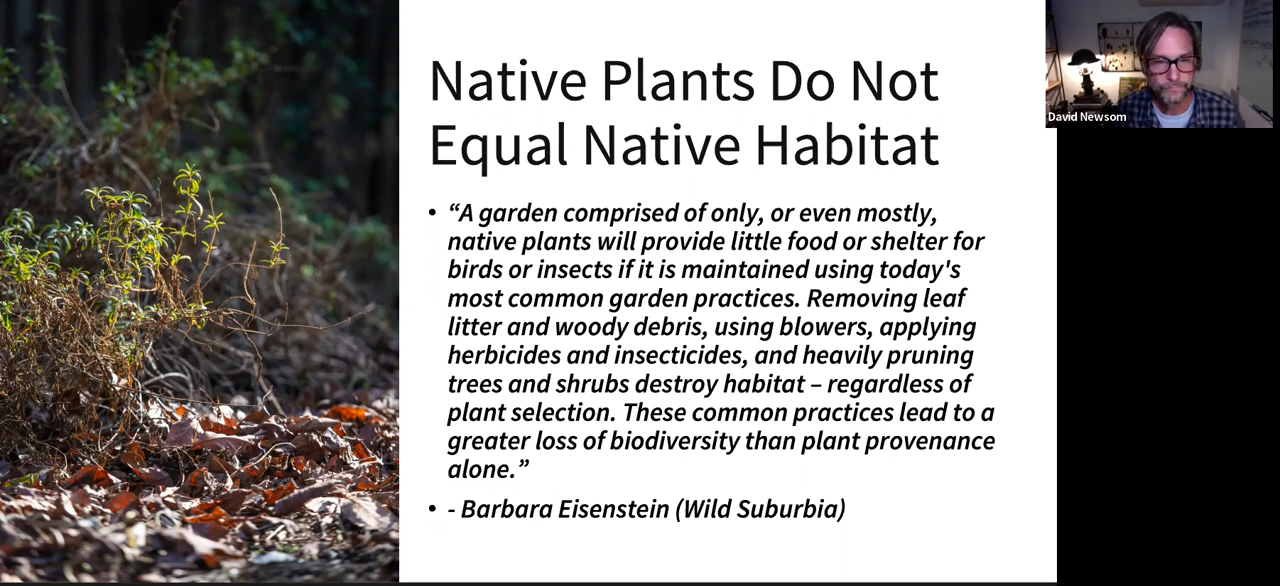 Native Plants Do Not
Equal Native Habitat
• “A garden comprised of only, or even mostly,
native plants will provide little food or shelter for
birds or insects if it is maintained using today's
most common garden practices. Removing leaf
litter and woody debris, using blowers, applying
herbicides and insecticides, and heavily pruning
trees and shrubs destroy habitat – regardless of
plant selection. These common practices lead to a
greater loss of biodiversity than plant provenance
alone.”
• - Barbara Eisenstein (Wild Suburbia)
David Newsom